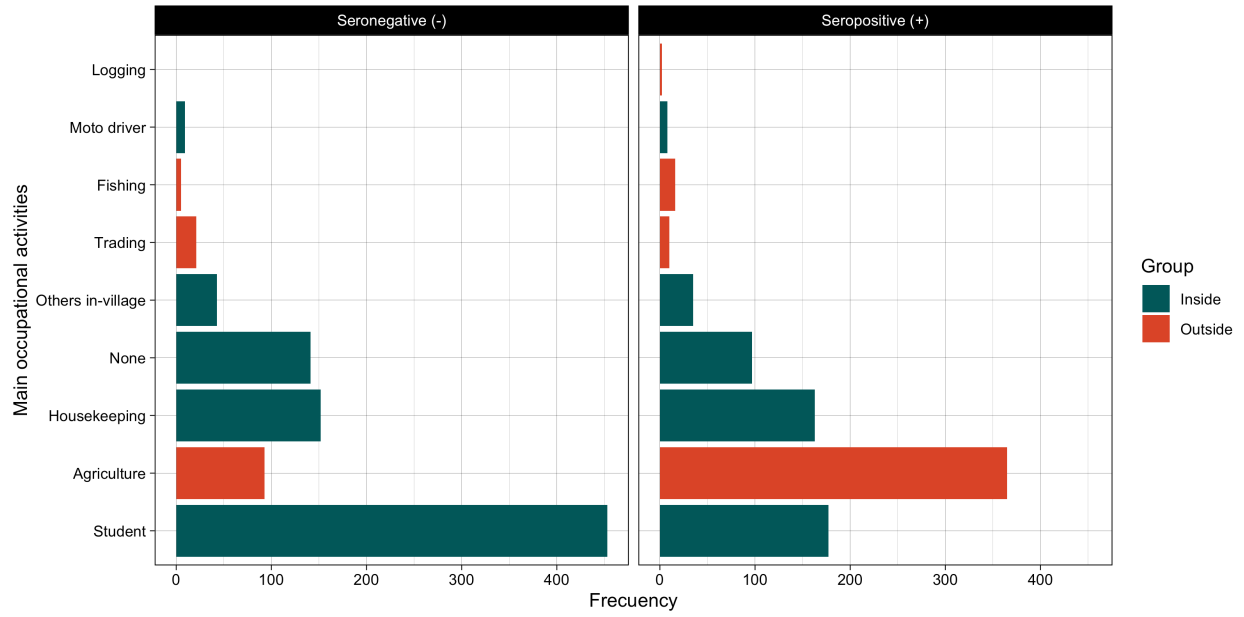 Seronegative (-)
Seropositive (+)
Main occupational activities
Logging
Moto driver
Fishing
Trading
Others in-village
None
Housekeeping
Agriculture
Student
0 100 200 300 400
0 100 200 300 400
Frecuency
Group
Inside
Outside